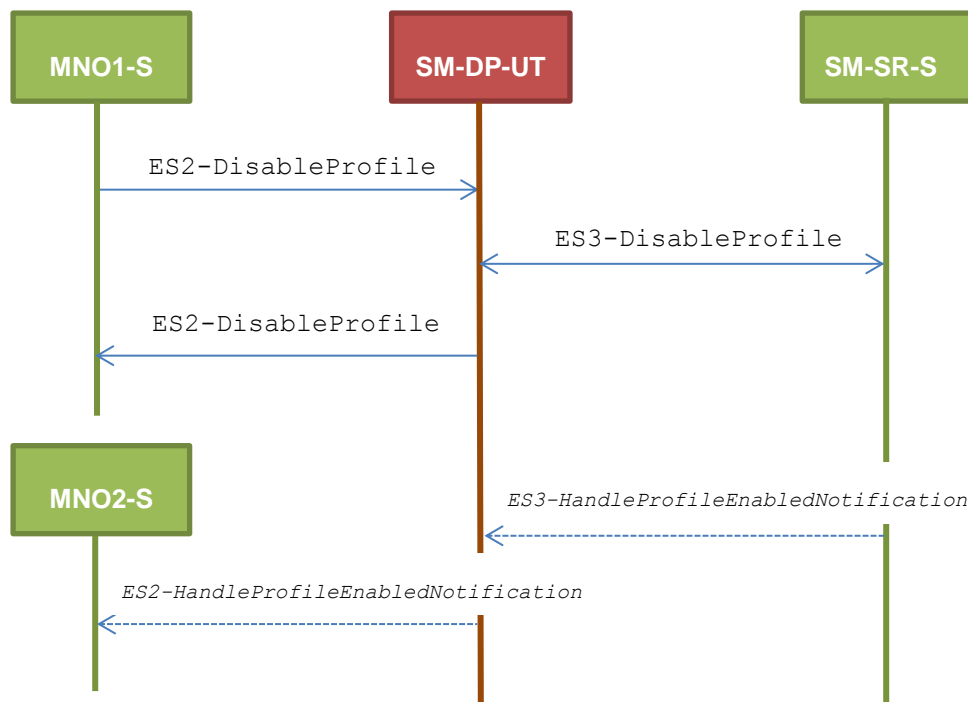 MNO1-S
SM-DP-UT
SM-SR-S
ES2-DisableProfile
ES3-DisableProfile
ES2-DisableProfile
MNO2-S
ES3-HandleProfileEnabledNotification
ES2-HandleProfileEnabledNotification